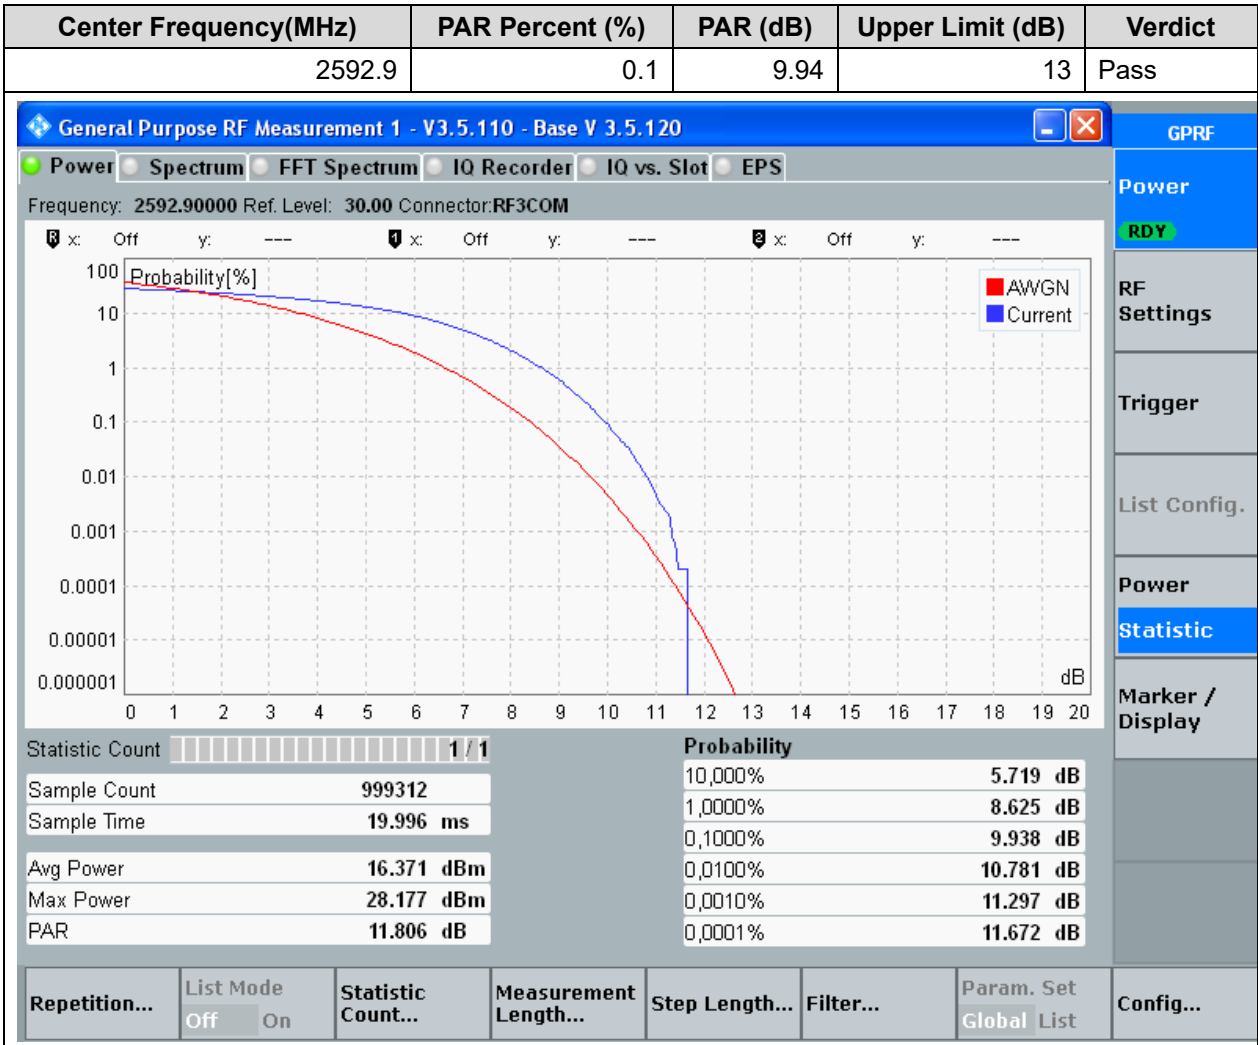 Center Frequency(MHz) PAR Percent (%) PAR (dB) Upper Limit (dB) Verdict
2592.9 0.1 9.94 13 Pass
General Purpose RF Measurement 1 - V3.5.110 - Base V 3.5.120
GPRF
Power Spectrum FFT Spectrum IQ Recorder IQ vs. Slot EPS
Power
RDY
Frequency: 2592.90000 Ref. Level: 30.00 Connector:RF3COM
R x: Off y: --- 1 x: Off y: --- 2 x: Off y: ---
Probability[%]
100
10
1
0.1
0.01
0.001
0.0001
0.00001
0.000001
AWGN
Current
dB
0 1 2 3 4 5 6 7 8 9 10 11 12 13 14 15 16 17 18 19 20
RF
Settings
Trigger
List Config.
Power
Statistic
Marker /
Display
Statistic Count 1 / 1
Sample Count 999312
Sample Time 19.996 ms
Avg Power 16.371 dBm
Max Power 28.177 dBm
PAR 11.806 dB
Probability
10,000% 5.719 dB
1,0000% 8.625 dB
0,1000% 9.938 dB
0,0100% 10.781 dB
0,0010% 11.297 dB
0,0001% 11.672 dB
Repetition...
List Mode
Off On
Statistic
Count...
Measurement
Length...
Step Length...
Filter...
Param. Set
Global List
Config...